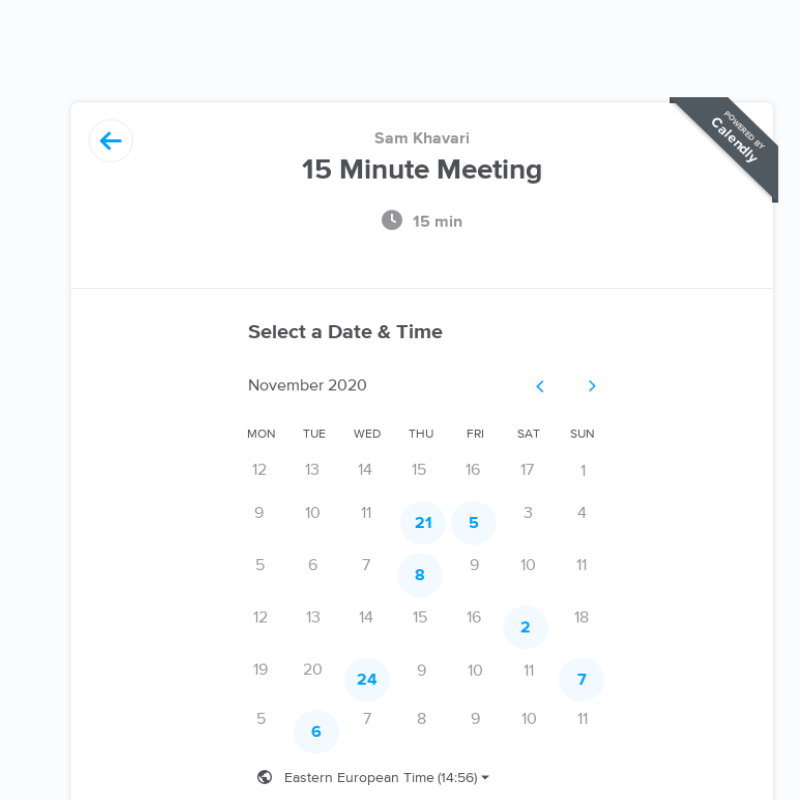 POWERED BY
Calendly
Sam Khavari
15 Minute Meeting
15 min
Select a Date & Time
November 2020
MON TUE WED THU FRI SAT SUN
12 13 14 15 16 17 1
9 10 11 21 5 3 4
5 6 7 8 9 10 11
12 13 14 15 16 2 18
19 20 24 9 10 11 7
5 6 7 8 9 10 11
Eastern European Time (14:56)